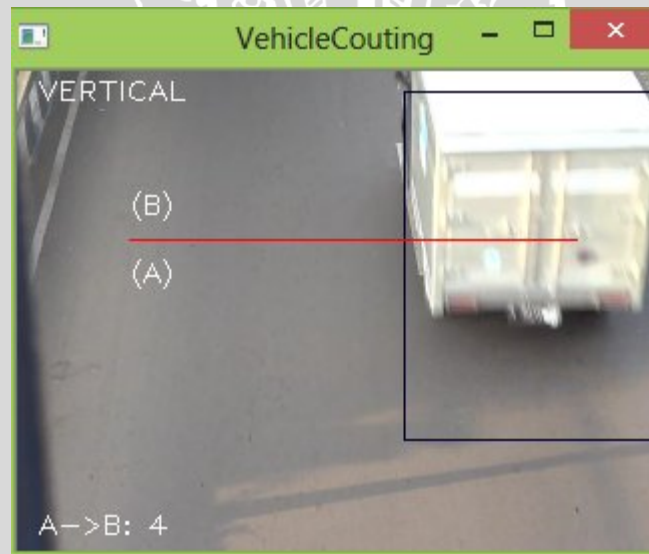 VehicleCouting
VERTICAL
(B)
(A)
A->B: 4